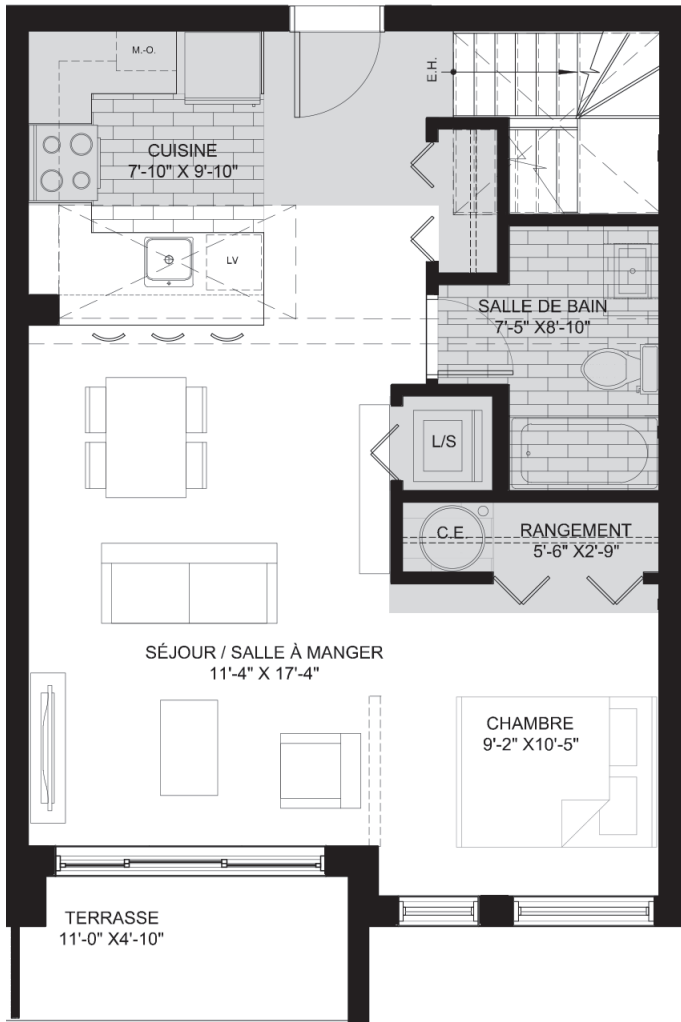 M.-O.
E.H.
CUISINE
7'-10" X 9'-10"
LV
SALLE DE BAIN
7'-5" X8'-10"
L/S
C.E.
RANGEMENT
5'-6" X2'-9"
SÉJOUR / SALLE À MANGER
11'-4" X 17'-4"
CHAMBRE
9'-2" X10'-5"
TERRASSE
11'-0" X4'-10"